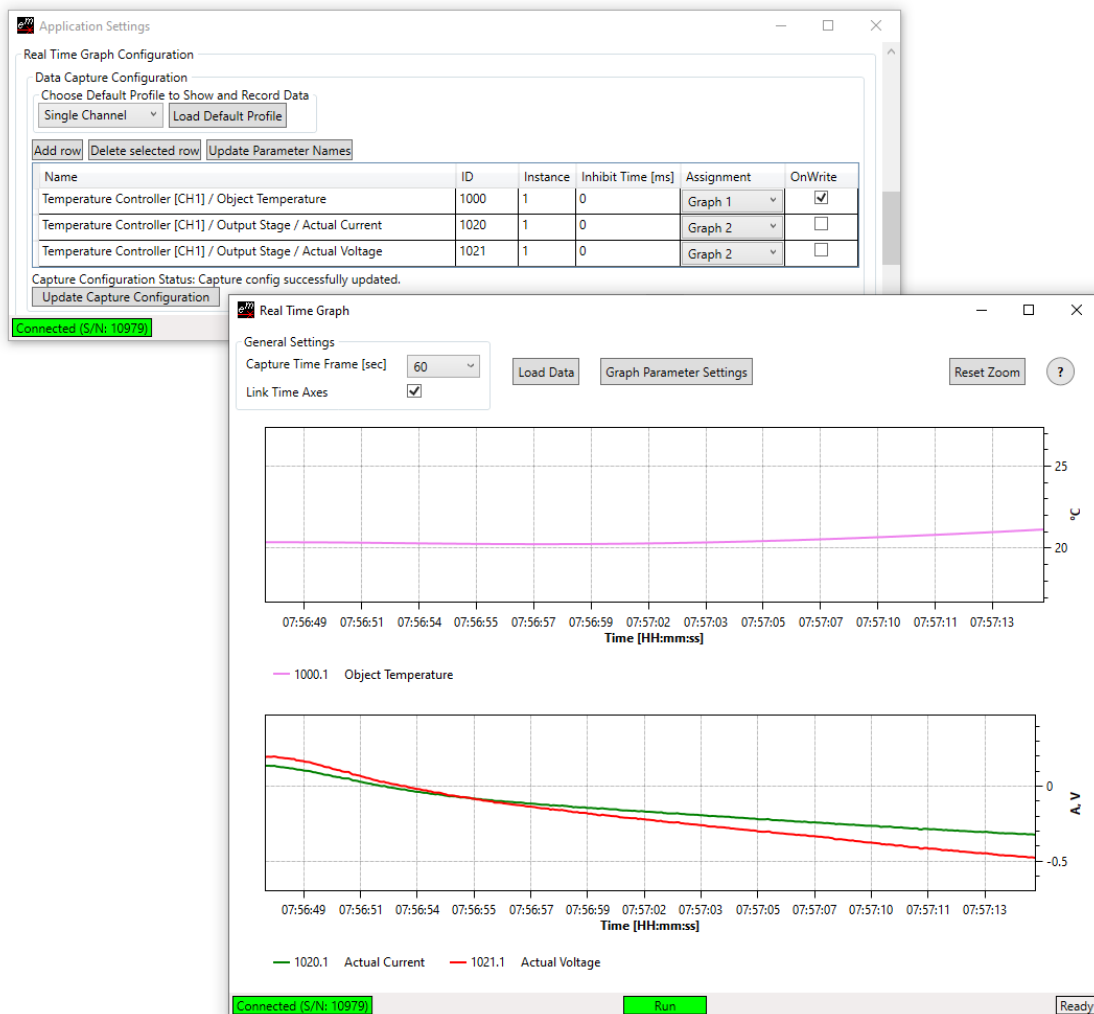 Application Settings
Real Time Graph Configuration
Data Capture Configuration
Choose Default Profile to Show and Record Data
Single Channel Load Default Profile
Add row Delete selected row Update Parameter Names
Name ID Instance Inhibit Time [ms] Assignment OnWrite
Temperature Controller [CH1] / Object Temperature 1000 1 0 Graph 1
Temperature Controller [CH1] / Output Stage / Actual Current 1020 1 0 Graph 2
Temperature Controller [CH1] / Output Stage / Actual Voltage 1021 1 0 Graph 2
Capture Configuration Status: Capture config successfully updated.
Update Capture Configuration
Connected (S/N: 10979)
Real Time Graph
General Settings
Capture Time Frame [sec] 60 Load Data Graph Parameter Settings Reset Zoom ?
Link Time Axes
25
°C
20
07:56:49 07:56:51 07:56:54 07:56:55 07:56:57 07:56:59 07:57:02 07:57:03 07:57:05 07:57:07 07:57:10 07:57:11 07:57:13
Time [HH:mm:ss]
1000.1 Object Temperature
0
A. V
-0.5
07:56:49 07:56:51 07:56:54 07:56:55 07:56:57 07:56:59 07:57:02 07:57:03 07:57:05 07:57:07 07:57:10 07:57:11 07:57:13
Time [HH:mm:ss]
1020.1 Actual Current 1021.1 Actual Voltage
Connected (S/N: 10979) Run Ready